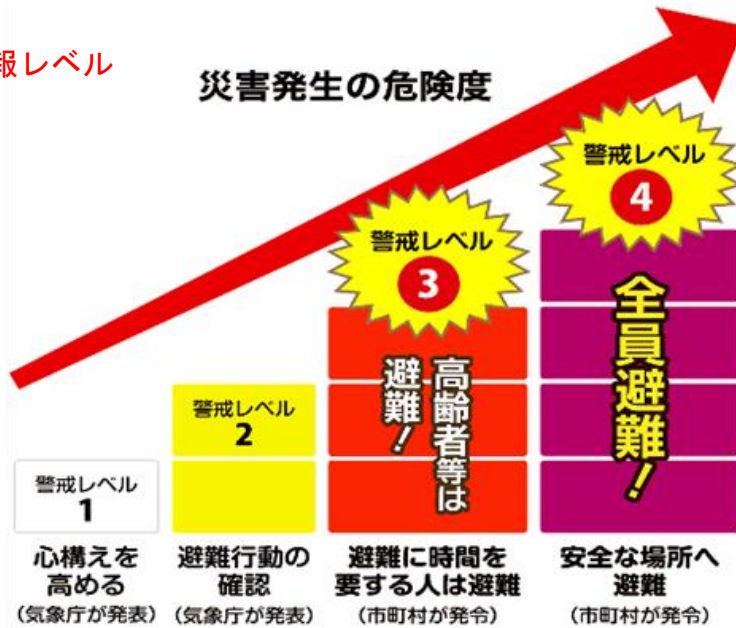 報レベル
災害発生の危険度
警戒レベル
4
警戒レベル
3
全員避難！
高齢者等は
避難！
警戒レベル
2
警戒レベル
1
心構えを
高める
(気象庁が発表)
避難行動の
確認
(気象庁が発表)
避難に時間を
要する人は避難
(市町村が発令)
安全な場所へ
避難
(市町村が発令)